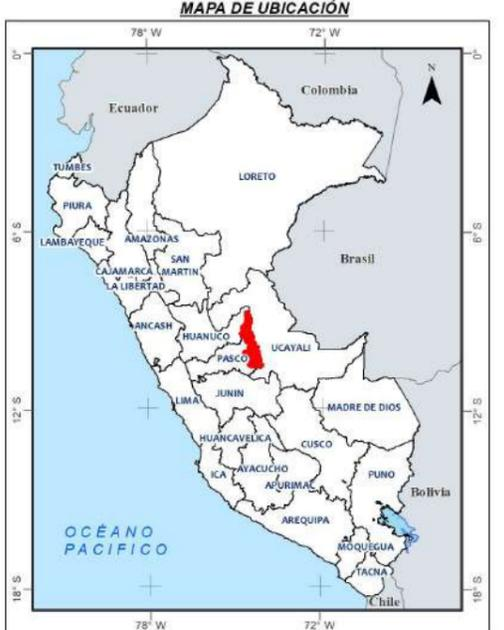 MAPA DE UBICACIÓN
78° W 72° W
0° 0°
N
Colombia
Ecuador
TUMBES
LORETO
PIURA
6°S 6°S
LAMBAYEQUE AMAZONAS
SAN
MARTIN
Brasil
CAJAMARCA
LA LIBERTAD
ANCASH
HUANUCO
UCAYALI
PASCO
LIMA JUNIN
12°S 12°S
MADRE DE DIOS
HUANCAVELICA
CUSCO
ICA AYACUCHO
PUNO
APURIMAC
Bolivia
AREQUIPA
OCÉANO
PACIFICO
MOQUEGUA
TACNA
18°S 18°S
Chile
78° W 72° W